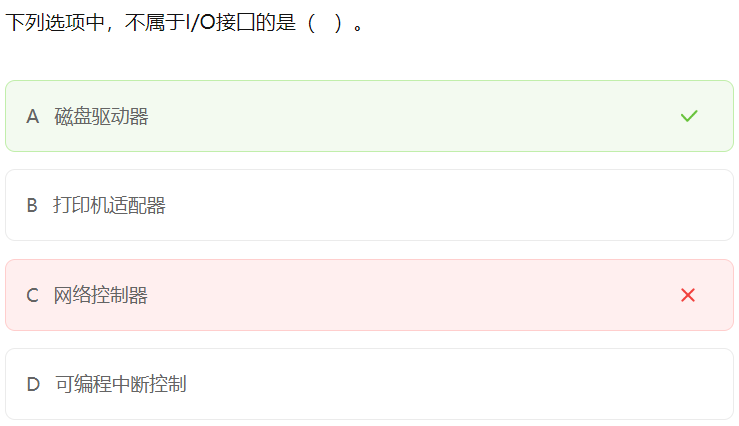 下列选项中，不属于I/O接囗的是（ ）。
A 磁盘驱动器
B 打印机适配器
C 网络控制器
D 可编程中断控制